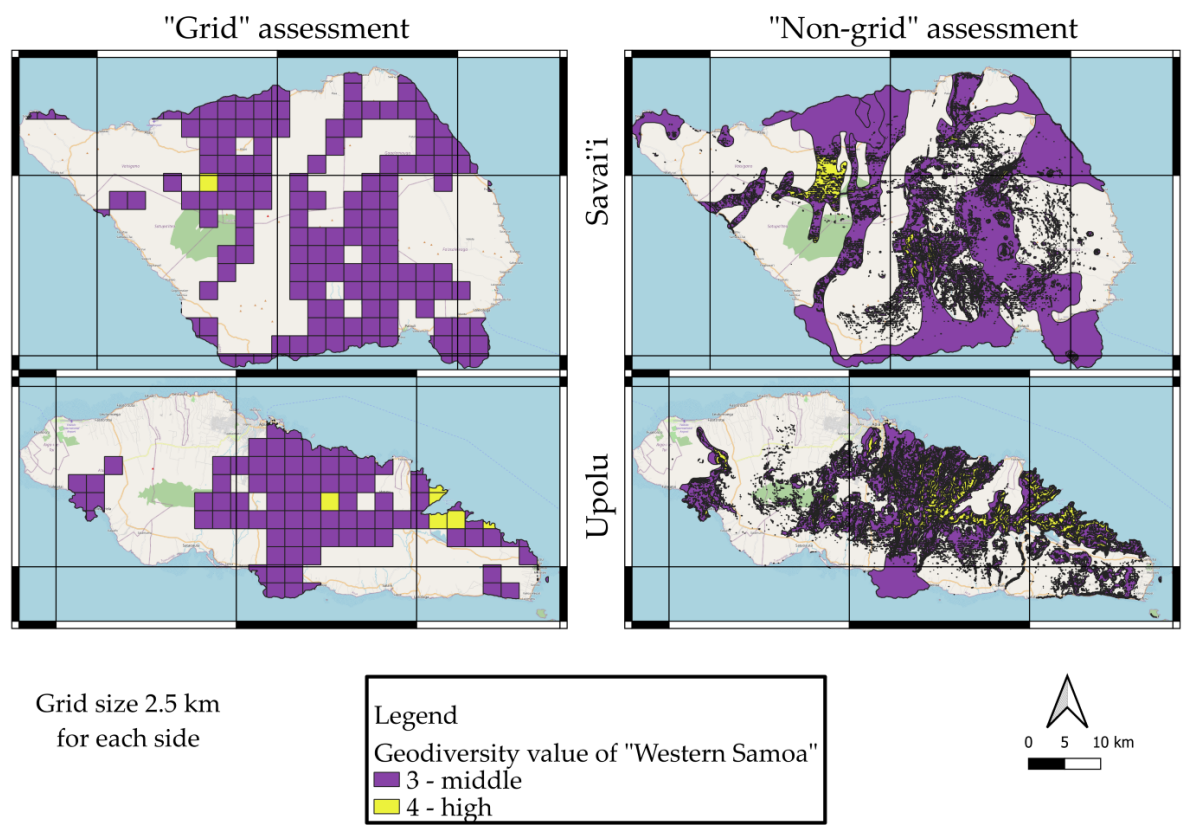 "Grid" assessment
"Non-grid" assessment
Savai'i
Upolu
Grid size 2.5 km
for each side
Legend
Geodiversity value of "Western Samoa"
3 - middle
4 - high
0 5 10 km